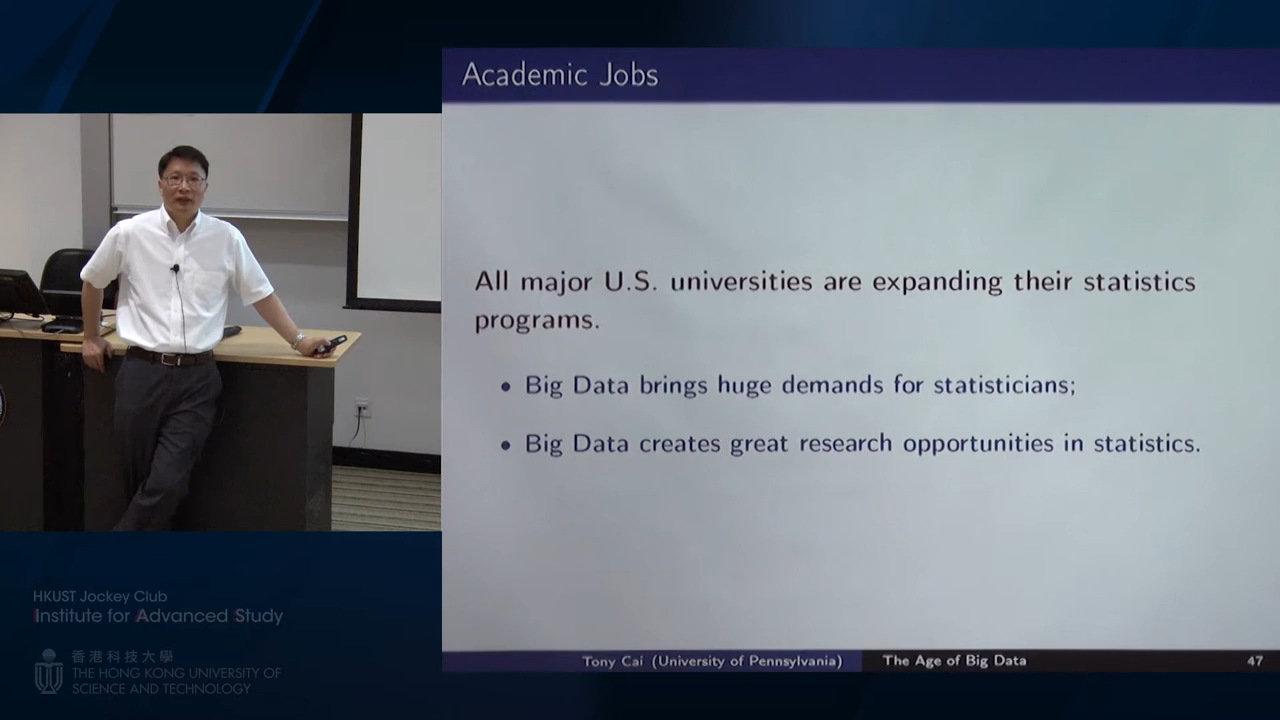 Academic Jobs
All major U.S. universities are expanding their statistics
programs.
• Big Data brings huge demands for statisticians;
• Big Data creates great research opportunities in statistics.
Tony Cai (University of Pennsylvania)
The Age of Big Data
47
HKUST Jockey Club
Institute for Advanced Study
香港科技大學
THE HONG KONG UNIVERSITY OF
SCIENCE AND TECHNOLOGY